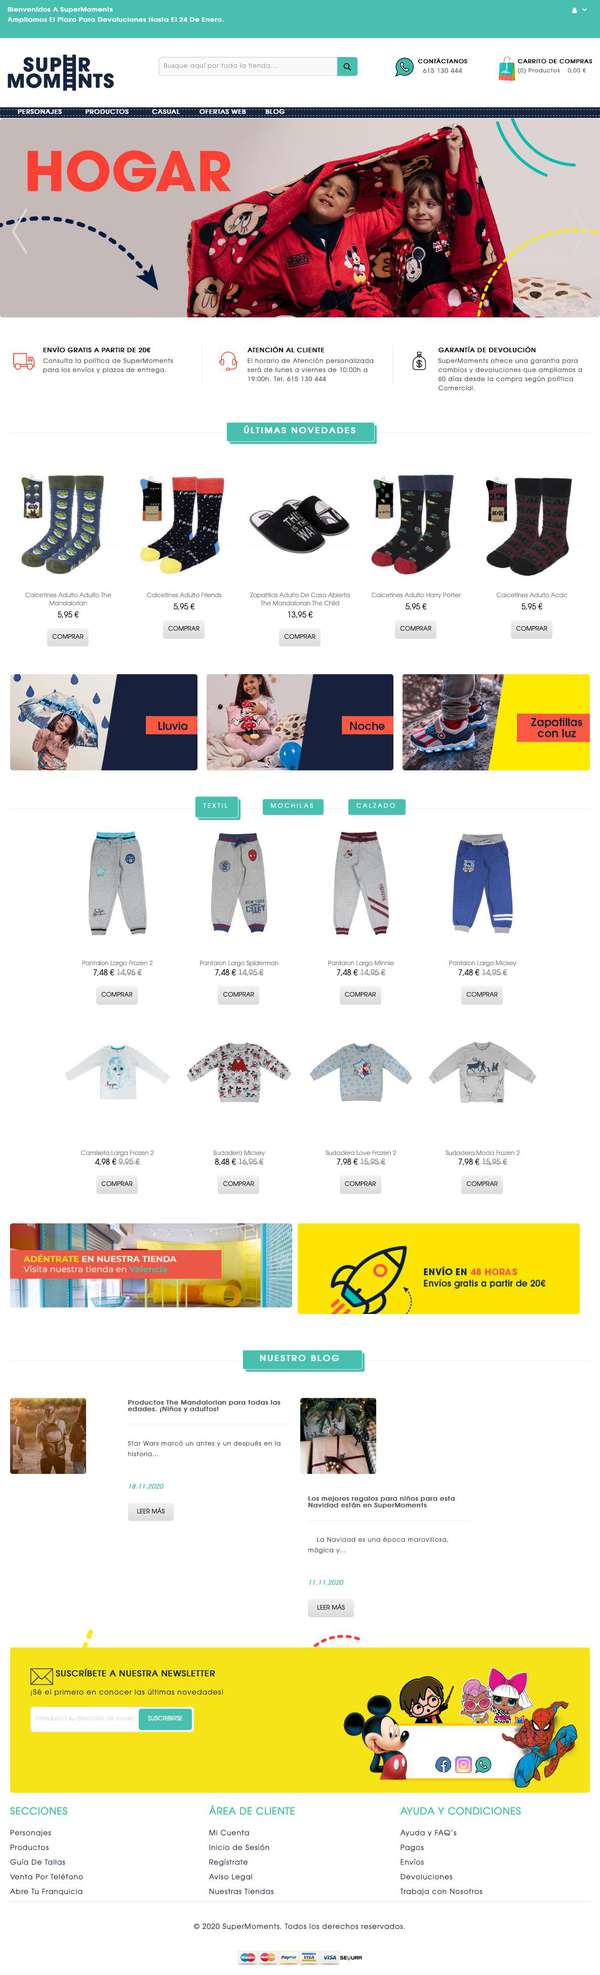 Bienvenidos A SuperMoments
Ampliamos El Plazo Para Devoluciones Hasta El 24 De Enero.
SUPER
MOMENTS
Busque aquí por toda la tienda...
CONTÁCTANOS
615 130 444
CARRITO DE COMPRAS
(0) Productos 0,00 €
PERSONAJES PRODUCTOS CASUAL OFERTAS WEB BLOG
HOGAR
ENVÍO GRATIS A PARTIR DE 20€
Consulta la política de SuperMoments
para los envíos y plazos de entrega.
ATENCIÓN AL CLIENTE
El horario de Atención personalizada
será de lunes a viernes de 10:00h a
19:00h. Tel. 615 130 444
GARANTÍA DE DEVOLUCIÓN
SuperMoments ofrece una garantía para
cambios y devoluciones que ampliamos a
60 días desde la compra según política
Comercial.
ÚLTIMAS NOVEDADES
Calcetines Adulto Adulto The
Mandalorian
5,95 €
COMPRAR
Calcetines Adulto Friends
5,95 €
COMPRAR
THE
IS THE
WAY
Zapatillas Adulto De Casa Abierta
The Mandalorian The Child
13,95 €
COMPRAR
Calcetines Adulto Harry Potter
5,95 €
COMPRAR
Calcetines Adulto Acdc
5,95 €
COMPRAR
Lluvia
Noche
Zapatillas
con luz
TEXTIL MOCHILAS CALZADO
Pantalon Largo Frozen 2
7,48 € 14,95 €
COMPRAR
Pantalon Largo Spiderman
7,48 € 14,95 €
COMPRAR
Pantalon Largo Minnie
7,48 € 14,95 €
COMPRAR
Pantalon Largo Mickey
7,48 € 14,95 €
COMPRAR
Camiseta Larga Frozen 2
4,98 € 9,95 €
COMPRAR
Sudadera Mickey
8,48 € 16,95 €
COMPRAR
Sudadera Love Frozen 2
7,98 € 15,95 €
COMPRAR
Sudadera Moda Frozen 2
7,98 € 15,95 €
COMPRAR
ADÉNTRATE EN NUESTRA TIENDA
Visita nuestra tienda en Valencia
ENVÍO EN 48 HORAS
Envíos gratis a partir de 20€
NUESTRO BLOG
Productos The Mandalorian para todas las
edades. ¡Niños y adultos!
Star Wars marcó un antes y un después en la
historia...
18.11.2020
LEER MÁS
Los mejores regalos para niños para esta
Navidad están en SuperMoments
La Navidad es una época maravillosa,
mágica y...
11.11.2020
LEER MÁS
SUSCRÍBETE A NUESTRA NEWSLETTER
¡Sé el primero en conocer las últimas novedades!
SUSCRIBIRSE
SECCIONES
Personajes
Productos
Guía De Tallas
Venta Por Teléfono
Abre Tu Franquicia
ÁREA DE CLIENTE
Mi Cuenta
Inicio de Sesión
Regístrate
Aviso Legal
Nuestras Tiendas
AYUDA Y CONDICIONES
Ayuda y FAQ's
Pagos
Envíos
Devoluciones
Trabaja con Nosotros
© 2020 SuperMoments. Todos los derechos reservados.
PayPal VISA VISA